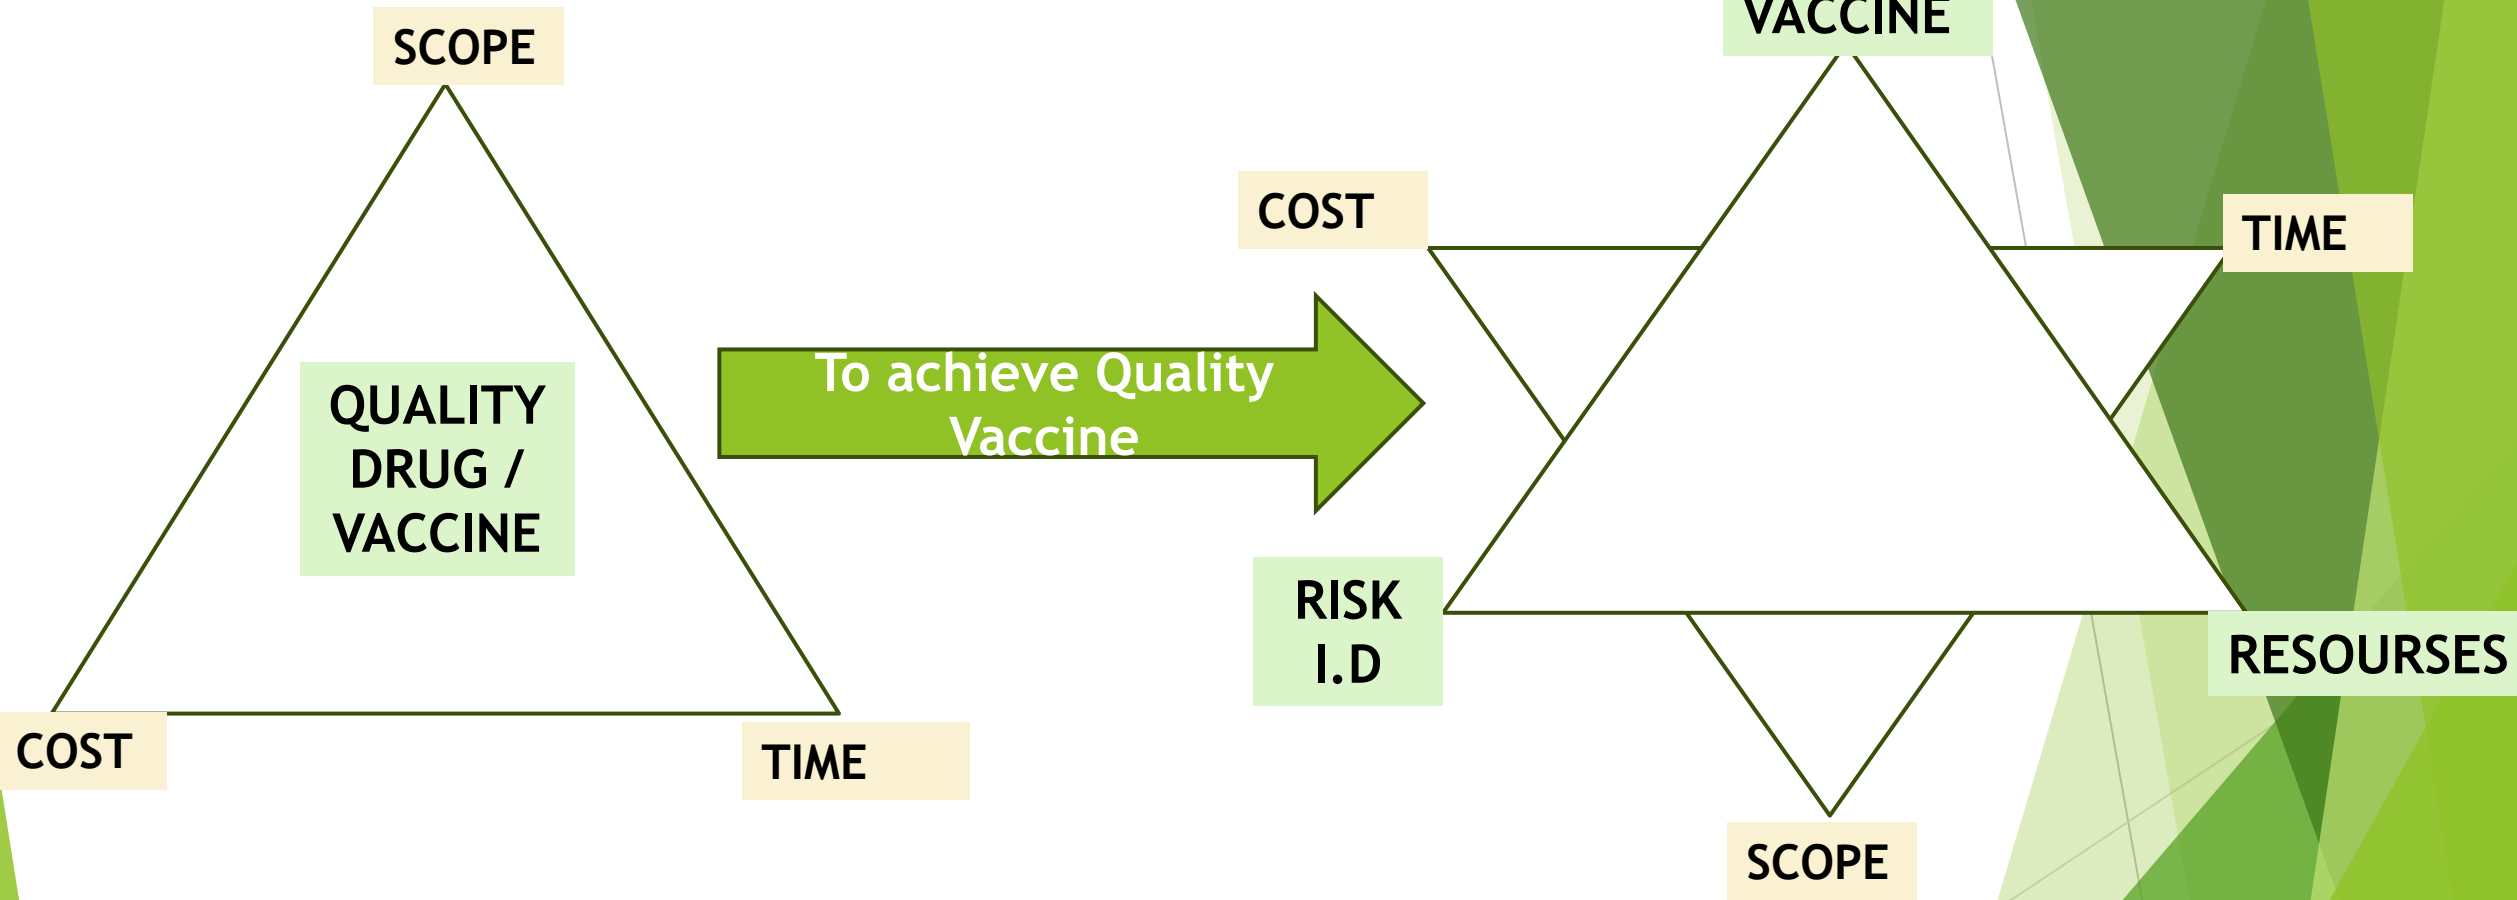 SCOPE
QUALITY
DRUG /
VACCINE
COST
TIME
To achieve Quality
Vaccine
VACCINE
COST
TIME
RISK
I.D
RESOURSES
SCOPE